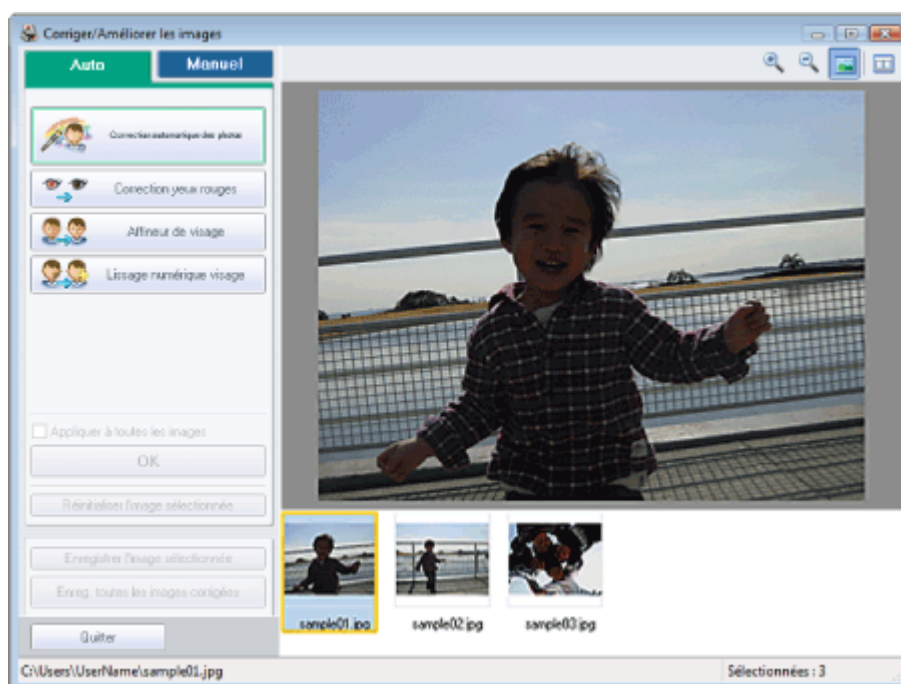 Corriger/Améliorer les images
Auto
Manuel
Correction automatique des photos
Correction yeux rouges
Affineur de visage
Lissage numérique visage
Appliquer à toutes les images
OK
Réinitialiser l'image sélectionnée
Enregistrer l'image sélectionnée
Enreg. toutes les images corrigées
Quitter
sample01.jpg
sample02.jpg
sample03.jpg
C:\Users\UserName\sample01.jpg
Sélectionnées : 3